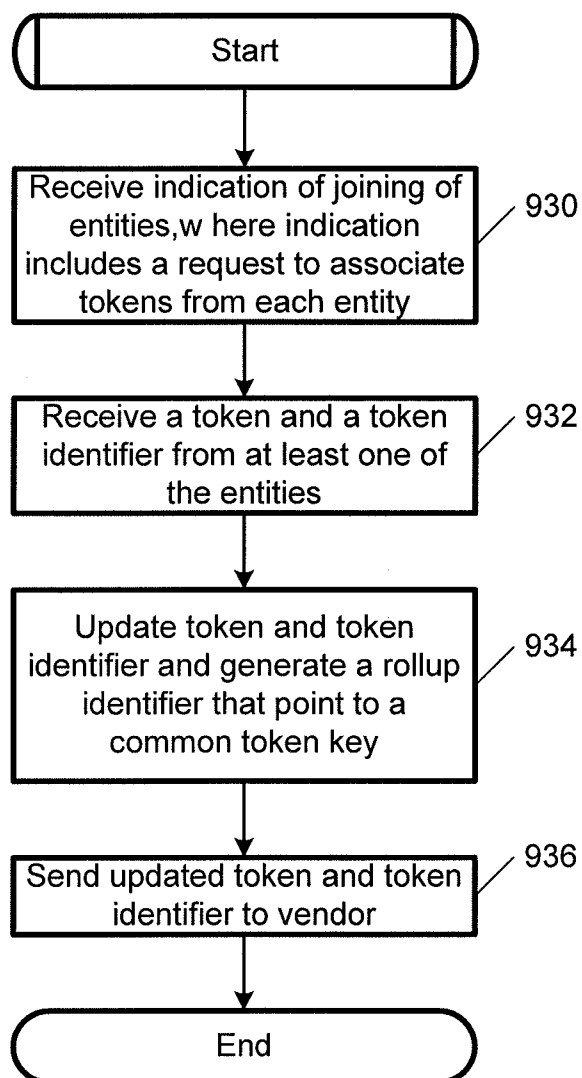 Start
Receive indication of joining of
entities,w here indication
includes a request to associate
tokens from each entity
930
Receive a token and a token
identifier from at least one of
the entities
932
Update token and token
identifier and generate a rollup
identifier that point to a
common token key
934
Send updated token and token
identifier to vendor
936
End